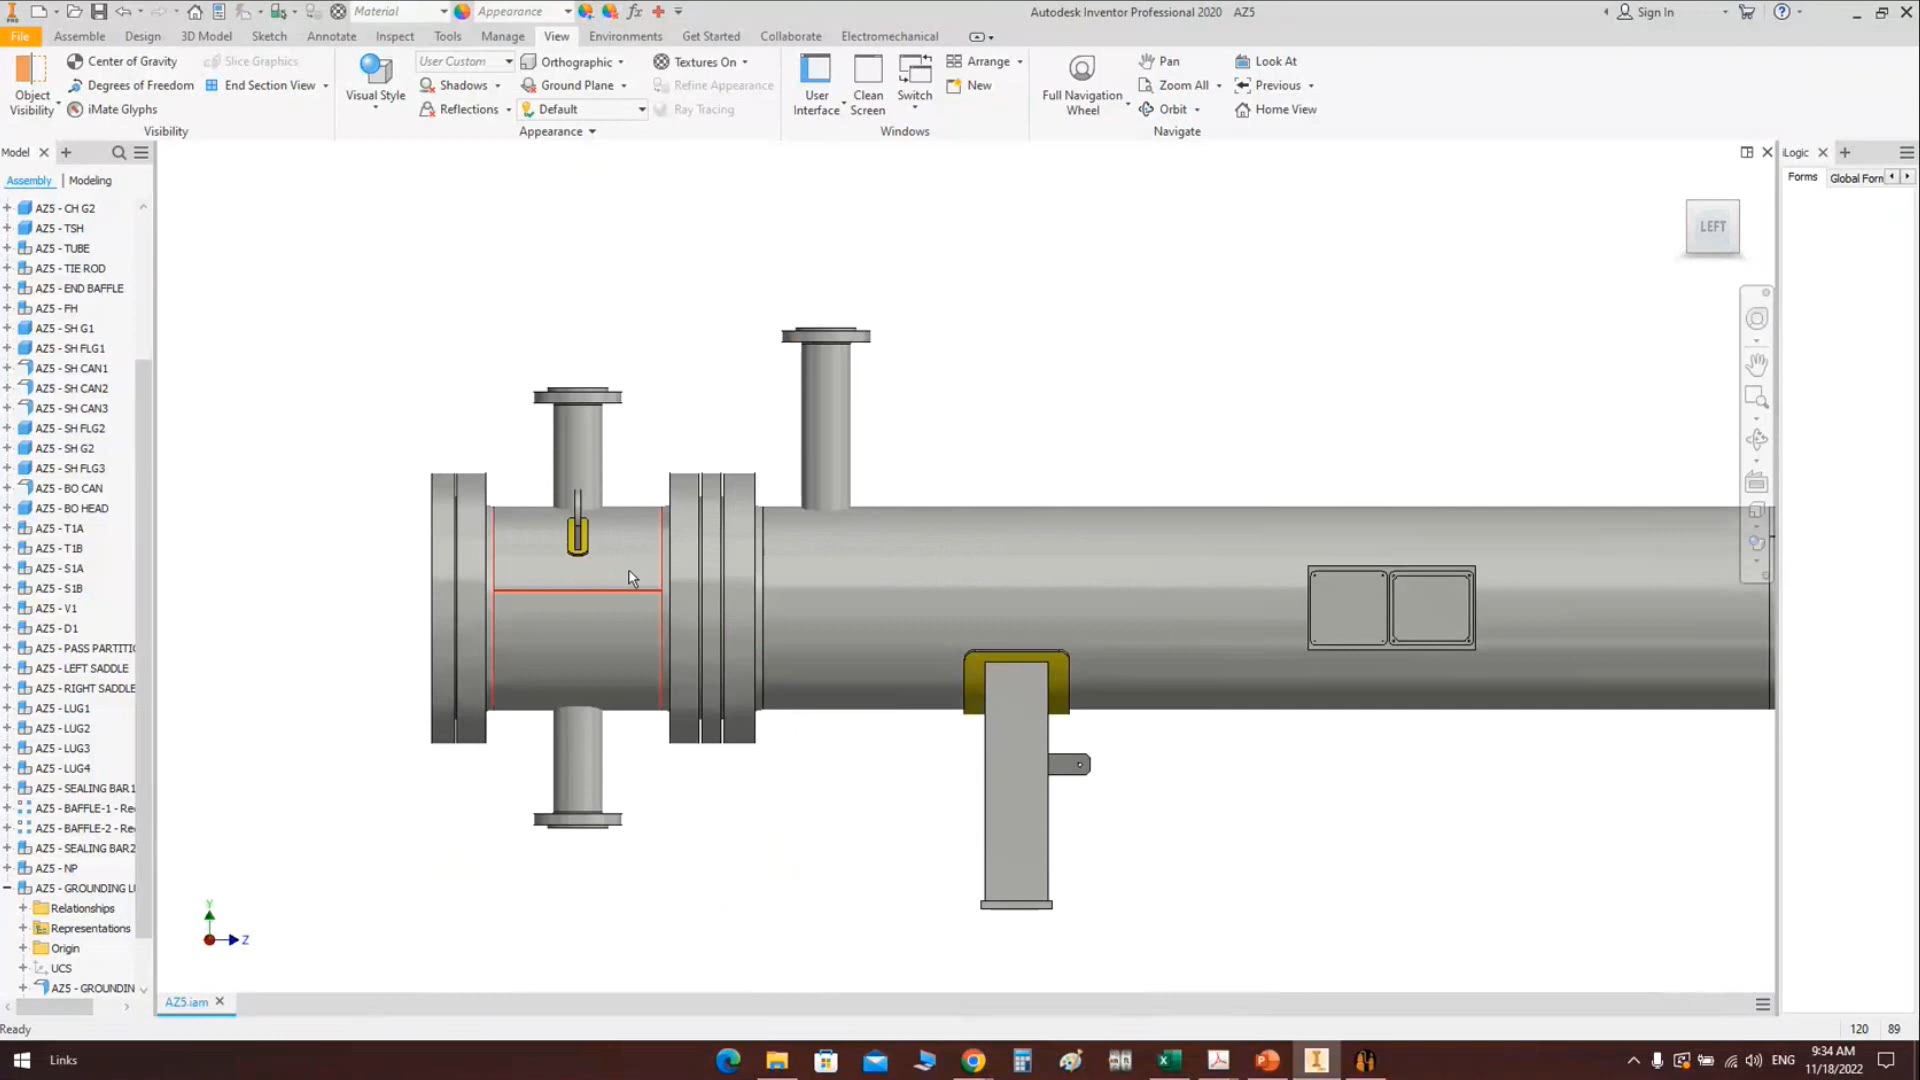 Material
Appearance
Autodesk Inventor Professional 2020 AZ5
Sign In
File
Assemble
Design
3D Model
Sketch
Annotate
Inspect
Tools
Manage
View
Environments
Get Started
Collaborate
Electromechanical
Object Visibility
Center of Gravity
Degrees of Freedom
iMate Glyphs
Slice Graphics
End Section View
Visibility
Visual Style
User Custom
Shadows
Reflections
Orthographic
Ground Plane
Default
Textures On
Refine Appearance
Ray Tracing
Appearance
User Interface
Clean Screen
Switch
Arrange
New
Windows
Full Navigation Wheel
Pan
Zoom All
Orbit
Look At
Previous
Home View
Navigate
Model
Assembly | Modeling
AZ5 - CH G2
AZ5 - TSH
AZ5 - TUBE
AZ5 - TIE ROD
AZ5 - END BAFFLE
AZ5 - FH
AZ5 - SH G1
AZ5 - SH FLG1
AZ5 - SH CAN1
AZ5 - SH CAN2
AZ5 - SH CAN3
AZ5 - SH FLG2
AZ5 - SH G2
AZ5 - SH FLG3
AZ5 - BO CAN
AZ5 - BO HEAD
AZ5 - T1A
AZ5 - T1B
AZ5 - S1A
AZ5 - S1B
AZ5 - V1
AZ5 - D1
AZ5 - PASS PARTITIO
AZ5 - LEFT SADDLE
AZ5 - RIGHT SADDLE
AZ5 - LUG1
AZ5 - LUG2
AZ5 - LUG3
AZ5 - LUG4
AZ5 - SEALING BAR1
AZ5 - BAFFLE-1 - Re
AZ5 - BAFFLE-2 - Re
AZ5 - SEALING BAR2
AZ5 - NP
AZ5 - GROUNDING LU
Relationships
Representations
Origin
UCS
AZ5 - GROUNDIN
iLogic
Forms
Global Form
LEFT
Y
Z
AZ5.iam
Ready
120 89
Links
ENG
9:34 AM
11/18/2022